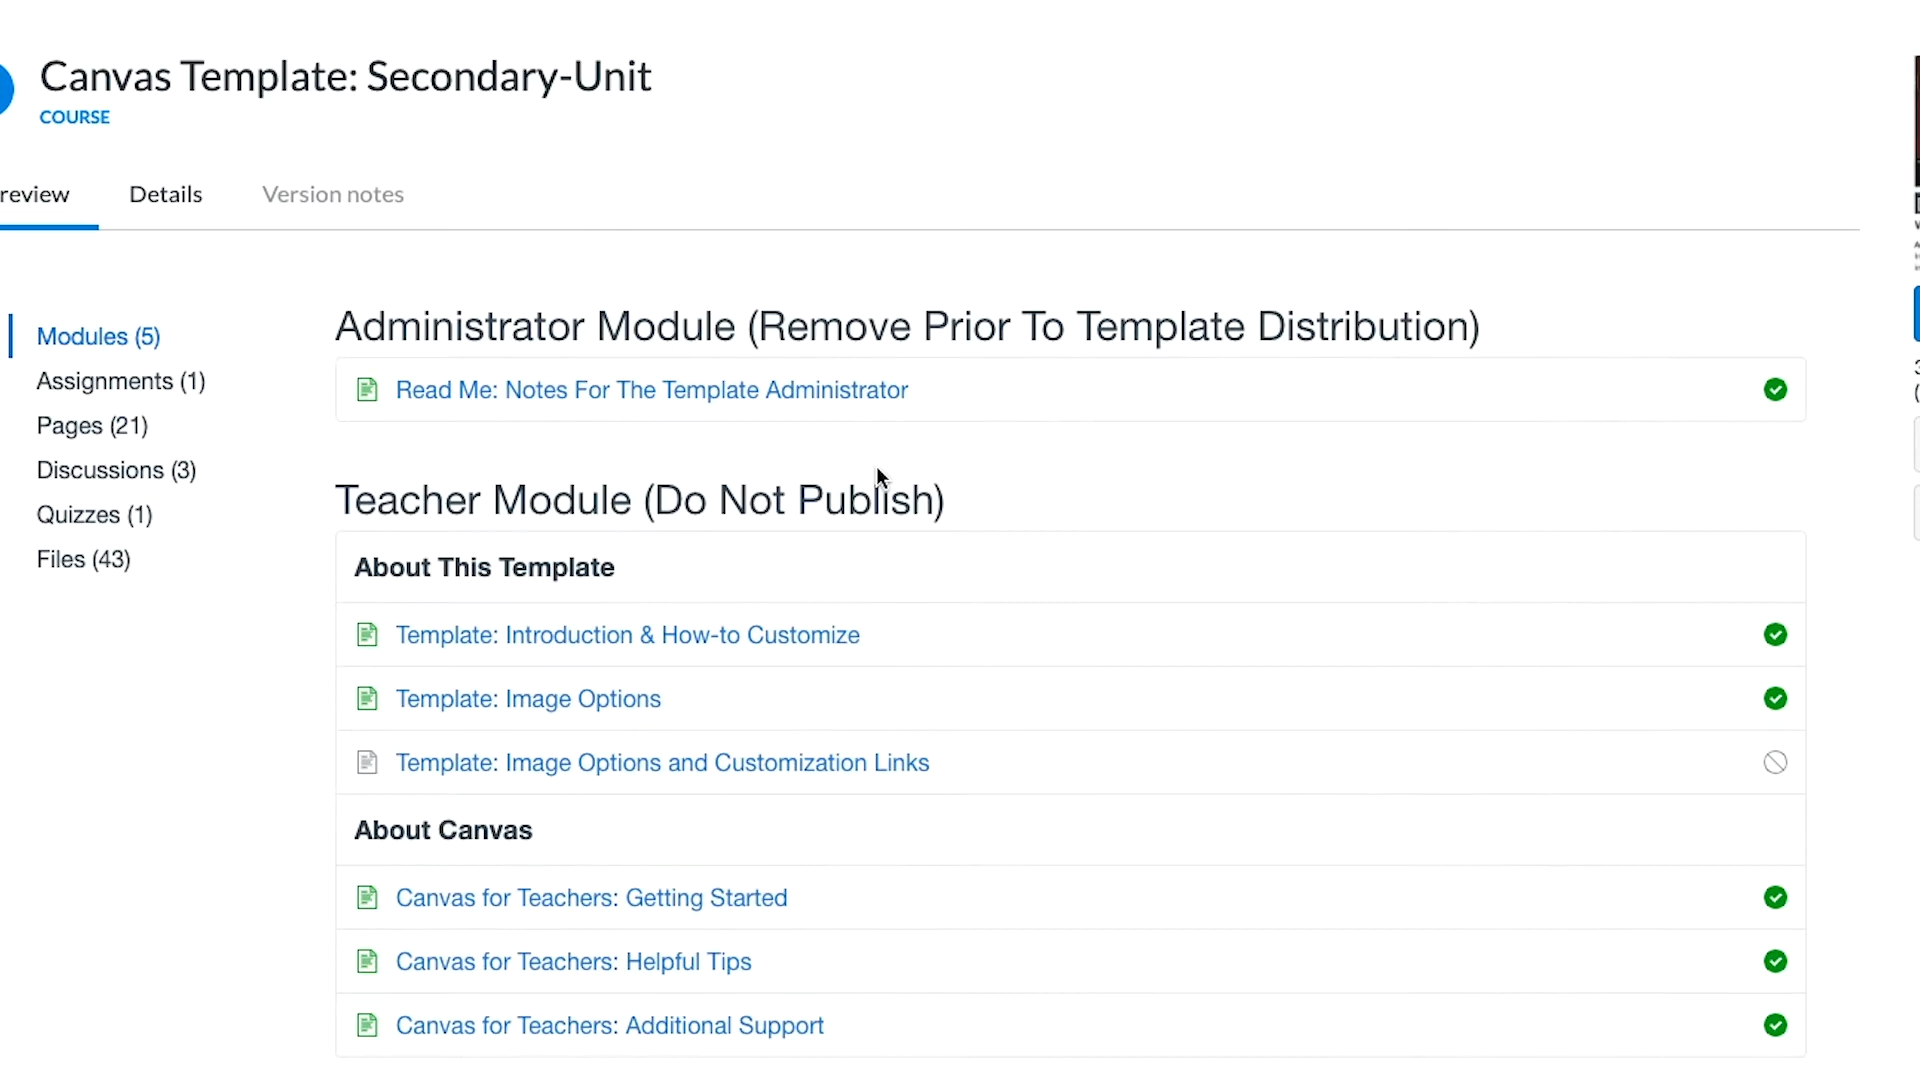 Canvas Template: Secondary-Unit
COURSE
review
Details
Version notes
Modules (5)
Assignments (1)
Pages (21)
Discussions (3)
Quizzes (1)
Files (43)
Administrator Module (Remove Prior To Template Distribution)
Read Me: Notes For The Template Administrator
Teacher Module (Do Not Publish)
About This Template
Template: Introduction & How-to Customize
Template: Image Options
Template: Image Options and Customization Links
About Canvas
Canvas for Teachers: Getting Started
Canvas for Teachers: Helpful Tips
Canvas for Teachers: Additional Support